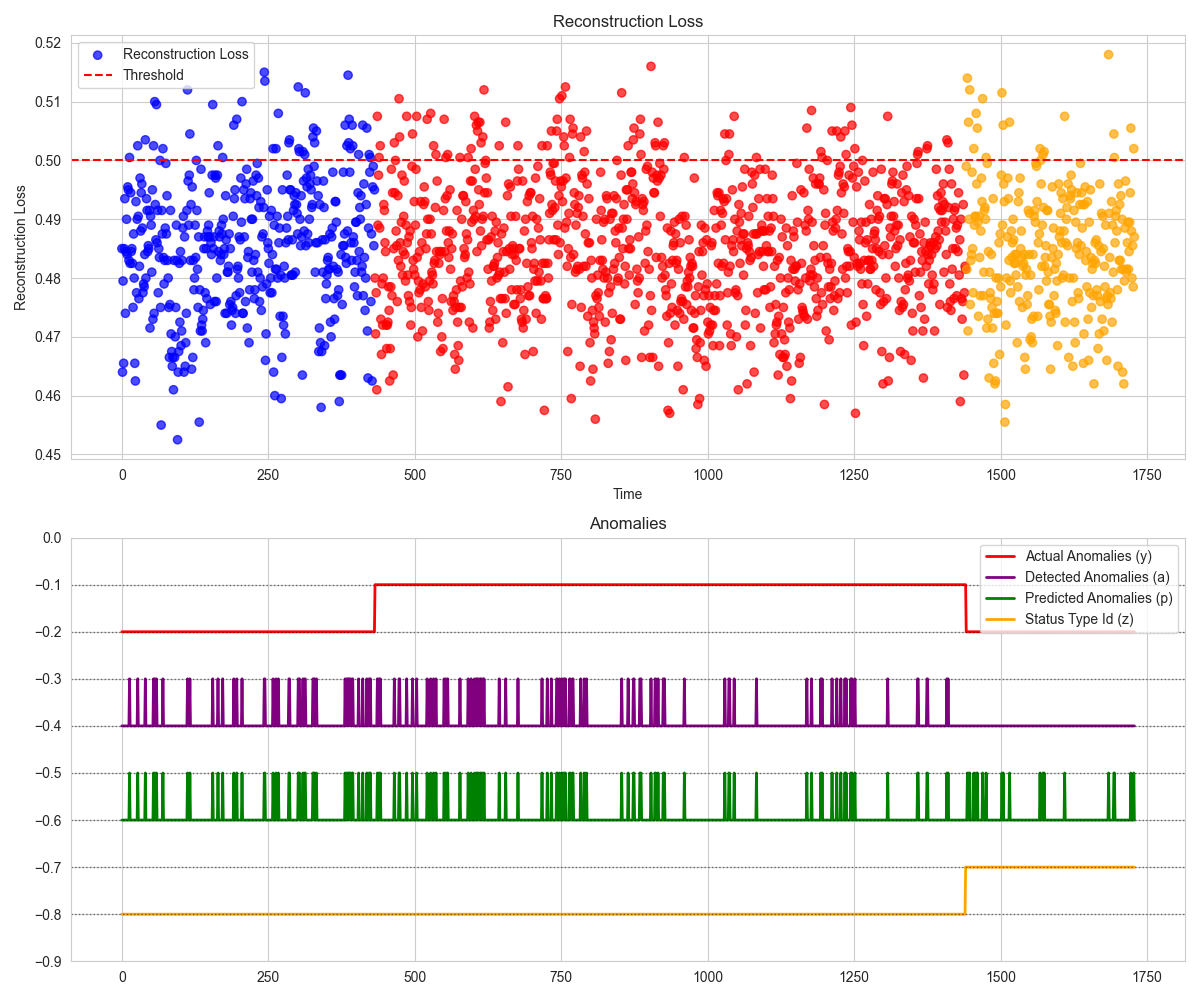 Reconstruction Loss
Reconstruction Loss
Threshold
0.52
0.51
0.50
0.49
0.48
0.47
0.46
0.45
Reconstruction Loss
0 250 500 750 1000 1250 1500 1750
Time
Anomalies
Actual Anomalies (y)
Detected Anomalies (a)
Predicted Anomalies (p)
Status Type Id (z)
0.0
−0.1
−0.2
−0.3
−0.4
−0.5
−0.6
−0.7
−0.8
−0.9
0 250 500 750 1000 1250 1500 1750